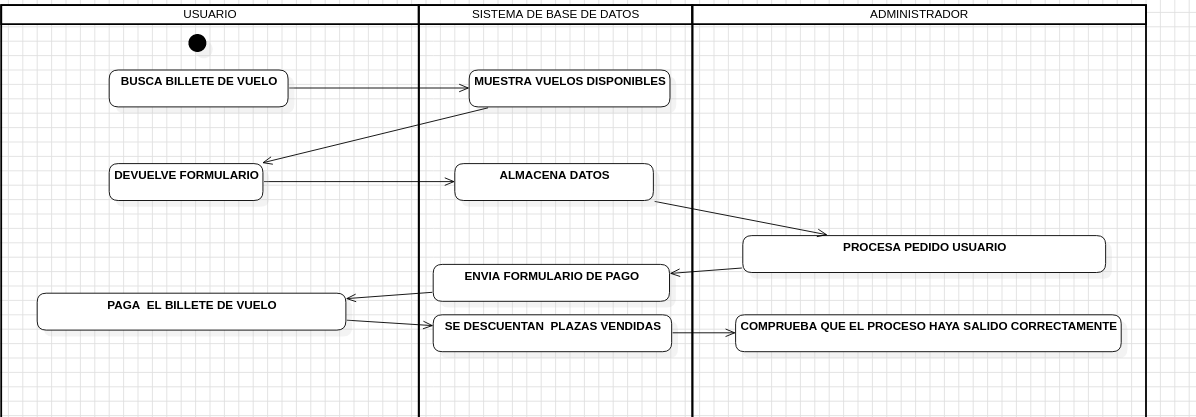 USUARIO
SISTEMA DE BASE DE DATOS
ADMINISTRADOR
BUSCA BILLETE DE VUELO
MUESTRA VUELOS DISPONIBLES
DEVUELVE FORMULARIO
ALMACENA DATOS
PROCESA PEDIDO USUARIO
ENVIA FORMULARIO DE PAGO
PAGA  EL BILLETE DE VUELO
SE DESCUENTAN  PLAZAS VENDIDAS
COMPRUEBA QUE EL PROCESO HAYA SALIDO CORRECTAMENTE